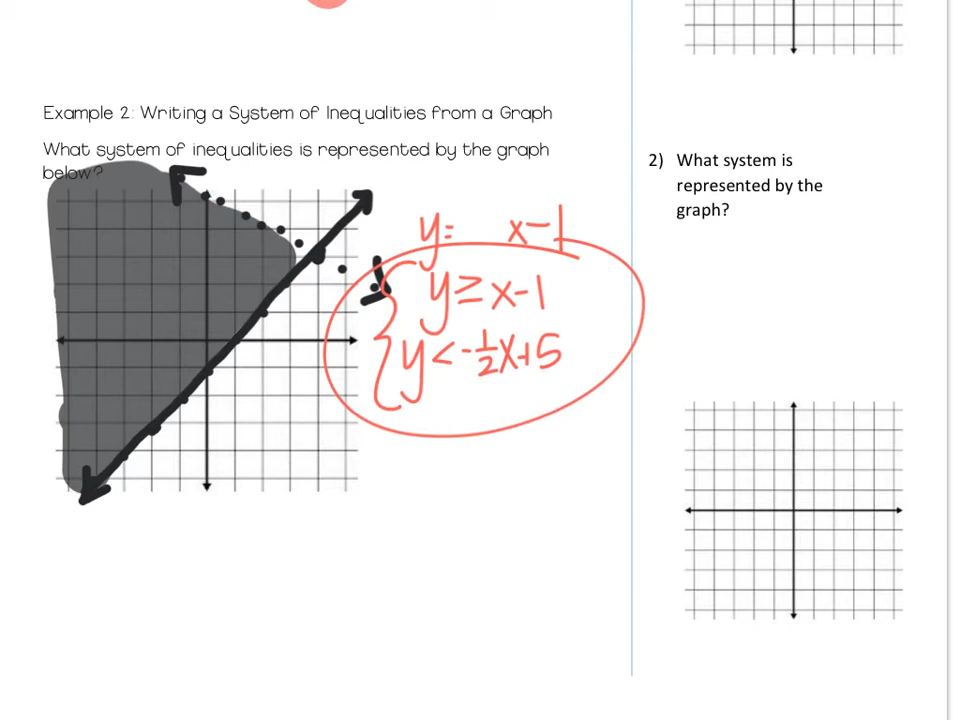 Example 2: Writing a System of Inequalities from a Graph
What system of inequalities is represented by the graph
below?
y= x-1
y≥x-1
y<-½x+5
2) What system is
represented by the
graph?